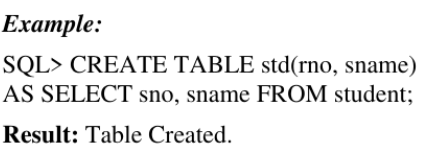 Example:
SQL> CREATE TABLE std(rno, sname)
AS SELECT sno, sname FROM student;
Result: Table Created.